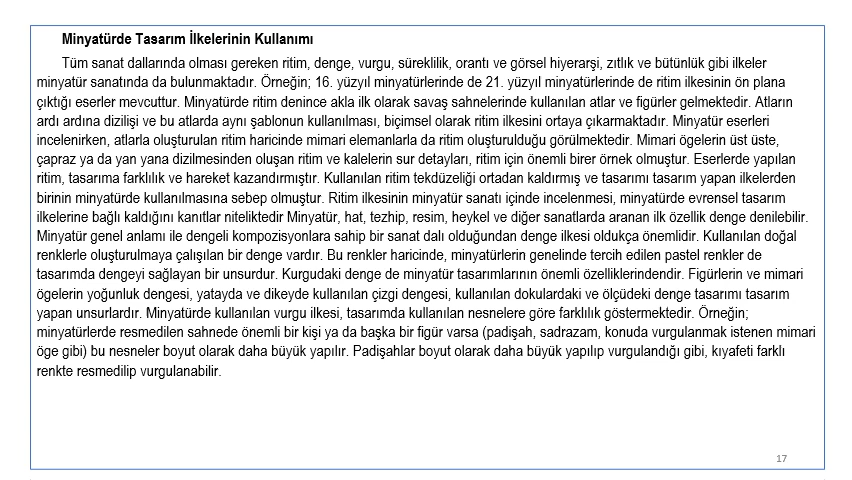 Minyatürde Tasarım İlkelerinin Kullanımı
Tüm sanat dallarında olması gereken ritim, denge, vurgu, süreklilik, orantı ve görsel hiyerarşi, zıtlık ve bütünlük gibi ilkeler
minyatür sanatında da bulunmaktadır. Örneğin; 16. yüzyıl minyatürlerinde de 21. yüzyıl minyatürlerinde de ritim ilkesinin ön plana
çıktığı eserler mevcuttur. Minyatürde ritim denince akla ilk olarak savaş sahnelerinde kullanılan atlar ve figürler gelmektedir. Atların
ardı ardına dizilişi ve bu atlarda aynı şablonun kullanılması, biçimsel olarak ritim ilkesini ortaya çıkarmaktadır. Minyatür eserleri
incelenirken, atlarla oluşturulan ritim haricinde mimari elemanlarla da ritim oluşturulduğu görülmektedir. Mimari ögelerin üst üste,
çapraz ya da yan yana dizilmesinden oluşan ritim ve kalelerin sur detayları, ritim için önemli birer örnek olmuştur. Eserlerde yapılan
ritim, tasarıma farklılık ve hareket kazandırmıştır. Kullanılan ritim tekdüzeliği ortadan kaldırmış ve tasarımı tasarım yapan ilkelerden
birinin minyatürde kullanılmasına sebep olmuştur. Ritim ilkesinin minyatür sanatı içinde incelenmesi, minyatürde evrensel tasarım
ilkelerine bağlı kaldığını kanıtlar niteliktedir Minyatür, hat, tezhip, resim, heykel ve diğer sanatlarda aranan ilk özellik denge denilebilir.
Minyatür genel anlamı ile dengeli kompozisyonlara sahip bir sanat dalı olduğundan denge ilkesi oldukça önemlidir. Kullanılan doğal
renklerle oluşturulmaya çalışılan bir denge vardır. Bu renkler haricinde, minyatürlerin genelinde tercih edilen pastel renkler de
tasarımda dengeyi sağlayan bir unsurdur. Kurgudaki denge de minyatür tasarımlarının önemli özelliklerindendir. Figürlerin ve mimari
ögelerin yoğunluk dengesi, yatayda ve dikeyde kullanılan çizgi dengesi, kullanılan dokulardaki ve ölçüdeki denge tasarımı tasarım
yapan unsurlardır. Minyatürde kullanılan vurgu ilkesi, tasarımda kullanılan nesnelere göre farklılık göstermektedir. Örneğin;
minyatürlerde resmedilen sahnede önemli bir kişi ya da başka bir figür varsa (padişah, sadrazam, konuda vurgulanmak istenen mimari
öge gibi) bu nesneler boyut olarak daha büyük yapılır. Padişahlar boyut olarak daha büyük yapılıp vurgulandığı gibi, kıyafeti farklı
renkte resmedilip vurgulanabilir.
17